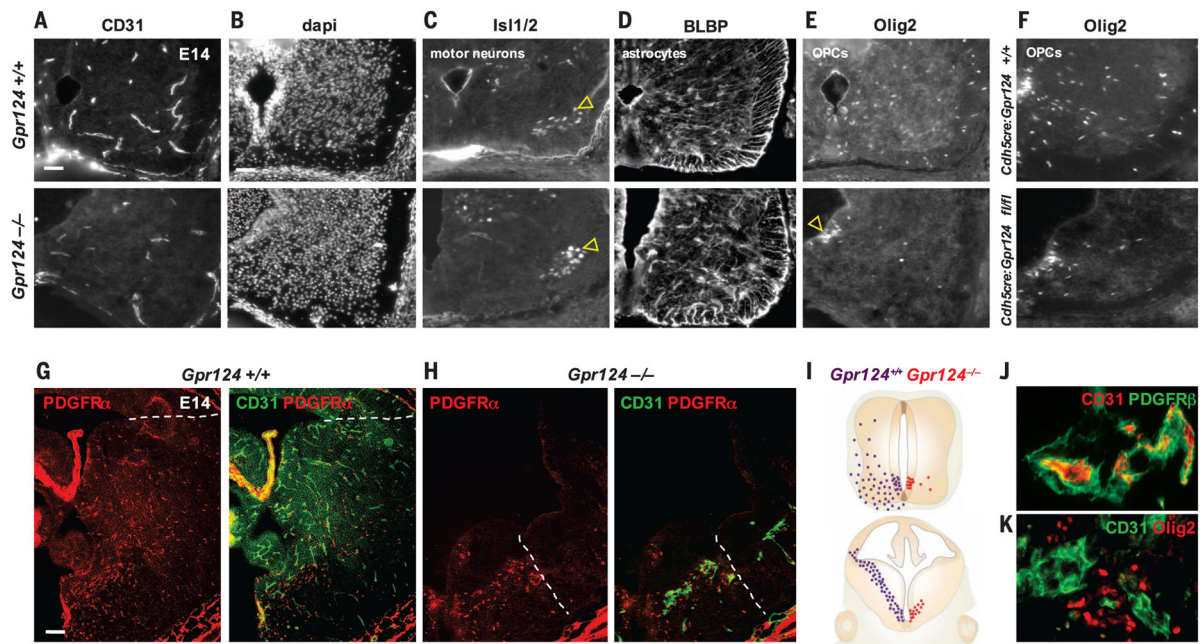 A CD31
B dapi
C Isl1/2
D BLBP
E Olig2
F Olig2
Gpr124 +/+
E14
motor neurons
astrocytes
OPCs
Cdh5cre:Gpr124 +/+
OPCs
Gpr124 –/–
Cdh5cre:Gpr124 fl/fl
G Gpr124 +/+
H Gpr124 –/–
I Gpr124+/+ Gpr124–/–
J
PDGFRα E14
CD31 PDGFRα
PDGFRα
CD31 PDGFRα
CD31 PDGFRβ
K
CD31 Olig2